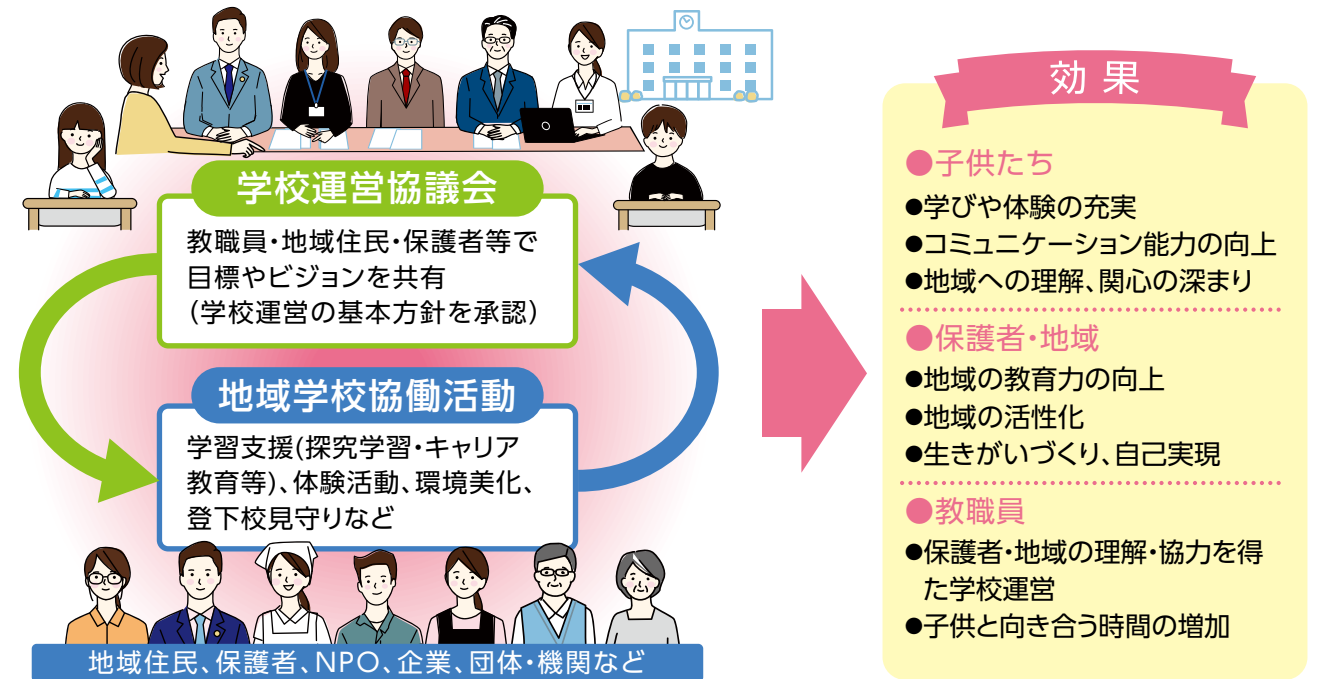 学校運営協議会
教職員・地域住民・保護者等で
目標やビジョンを共有
（学校運営の基本方針を承認）
地域学校協働活動
学習支援(探究学習・キャリア
教育等)、体験活動、環境美化、
登下校見守りなど
地域住民、保護者、NPO、企業、団体・機関など
効果
●子供たち
●学びや体験の充実
●コミュニケーション能力の向上
●地域への理解、関心の深まり
●保護者・地域
●地域の教育力の向上
●地域の活性化
●生きがいづくり、自己実現
●教職員
●保護者・地域の理解・協力を得
た学校運営
●子供と向き合う時間の増加